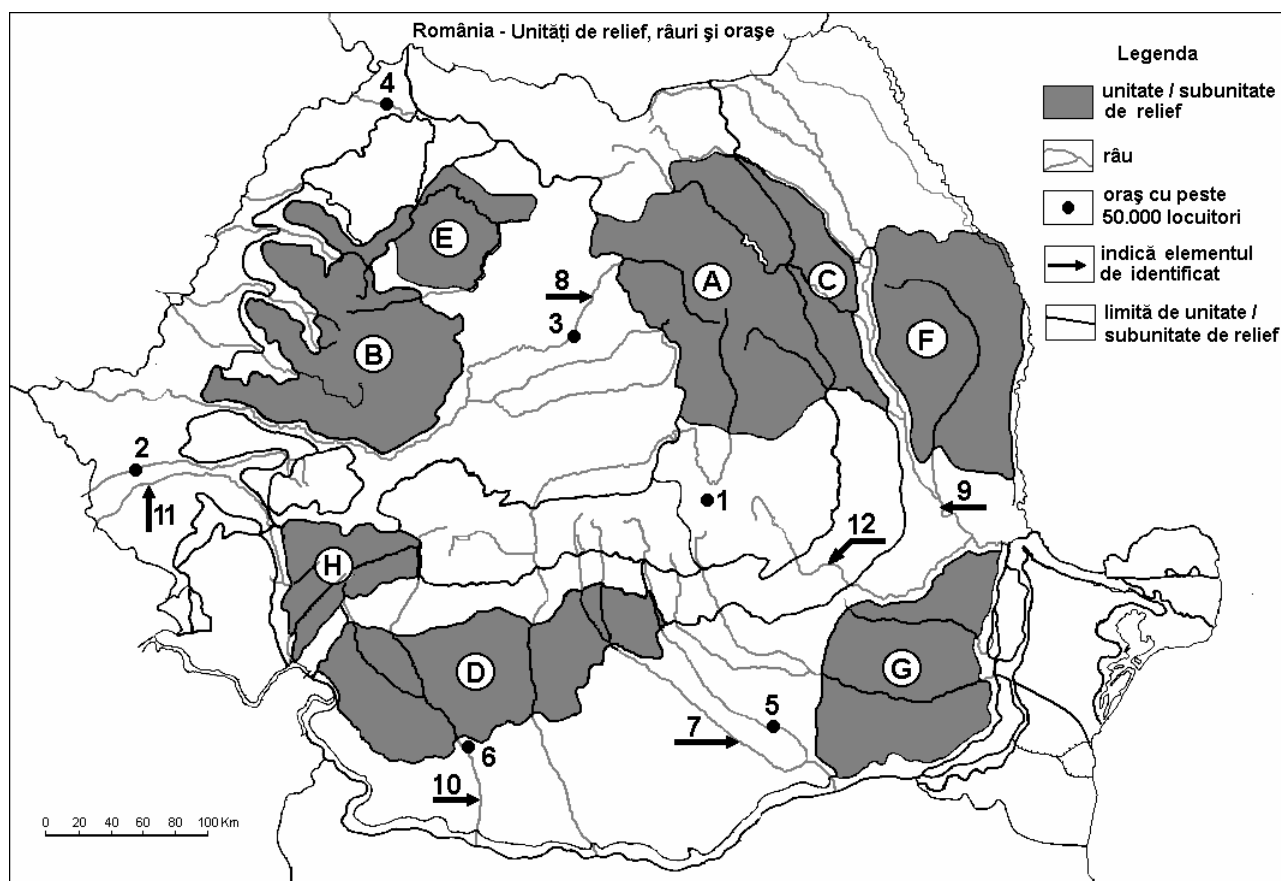 România - Unităţi de relief, râuri şi oraşe
Legenda
unitate / subunitate
de relief
râu
oraş cu peste
50.000 locuitori
indică elementul
de identificat
limită de unitate /
subunitate de relief
4
E
A
C
8
3
B
F
2
11
1
9
12
H
D
G
5
7
6
10
0 20 40 60 80 100 Km